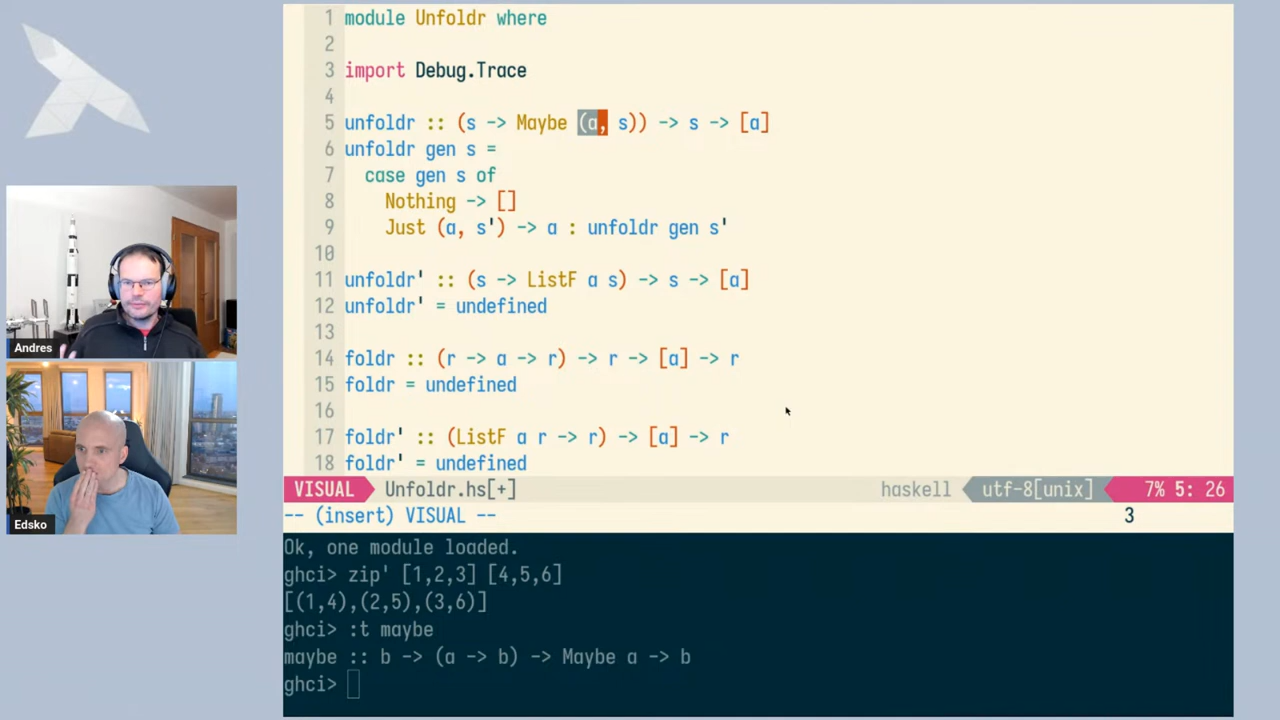 1 module Unfoldr where
2
3 import Debug.Trace
4
5 unfoldr :: (s -> Maybe (a, s)) -> s -> [a]
6 unfoldr gen s =
7 case gen s of
8 Nothing -> []
9 Just (a, s') -> a : unfoldr gen s'
10
11 unfoldr' :: (s -> ListF a s) -> s -> [a]
12 unfoldr' = undefined
13
14 foldr :: (r -> a -> r) -> r -> [a] -> r
15 foldr = undefined
16
17 foldr' :: (ListF a r -> r) -> [a] -> r
18 foldr' = undefined
VISUAL Unfoldr.hs[+] haskell utf-8[unix] 7% 5: 26
-- (insert) VISUAL -- 3
Ok, one module loaded.
ghci> zip' [1,2,3] [4,5,6]
[(1,4),(2,5),(3,6)]
ghci> :t maybe
maybe :: b -> (a -> b) -> Maybe a -> b
ghci>
Andres
Edsko